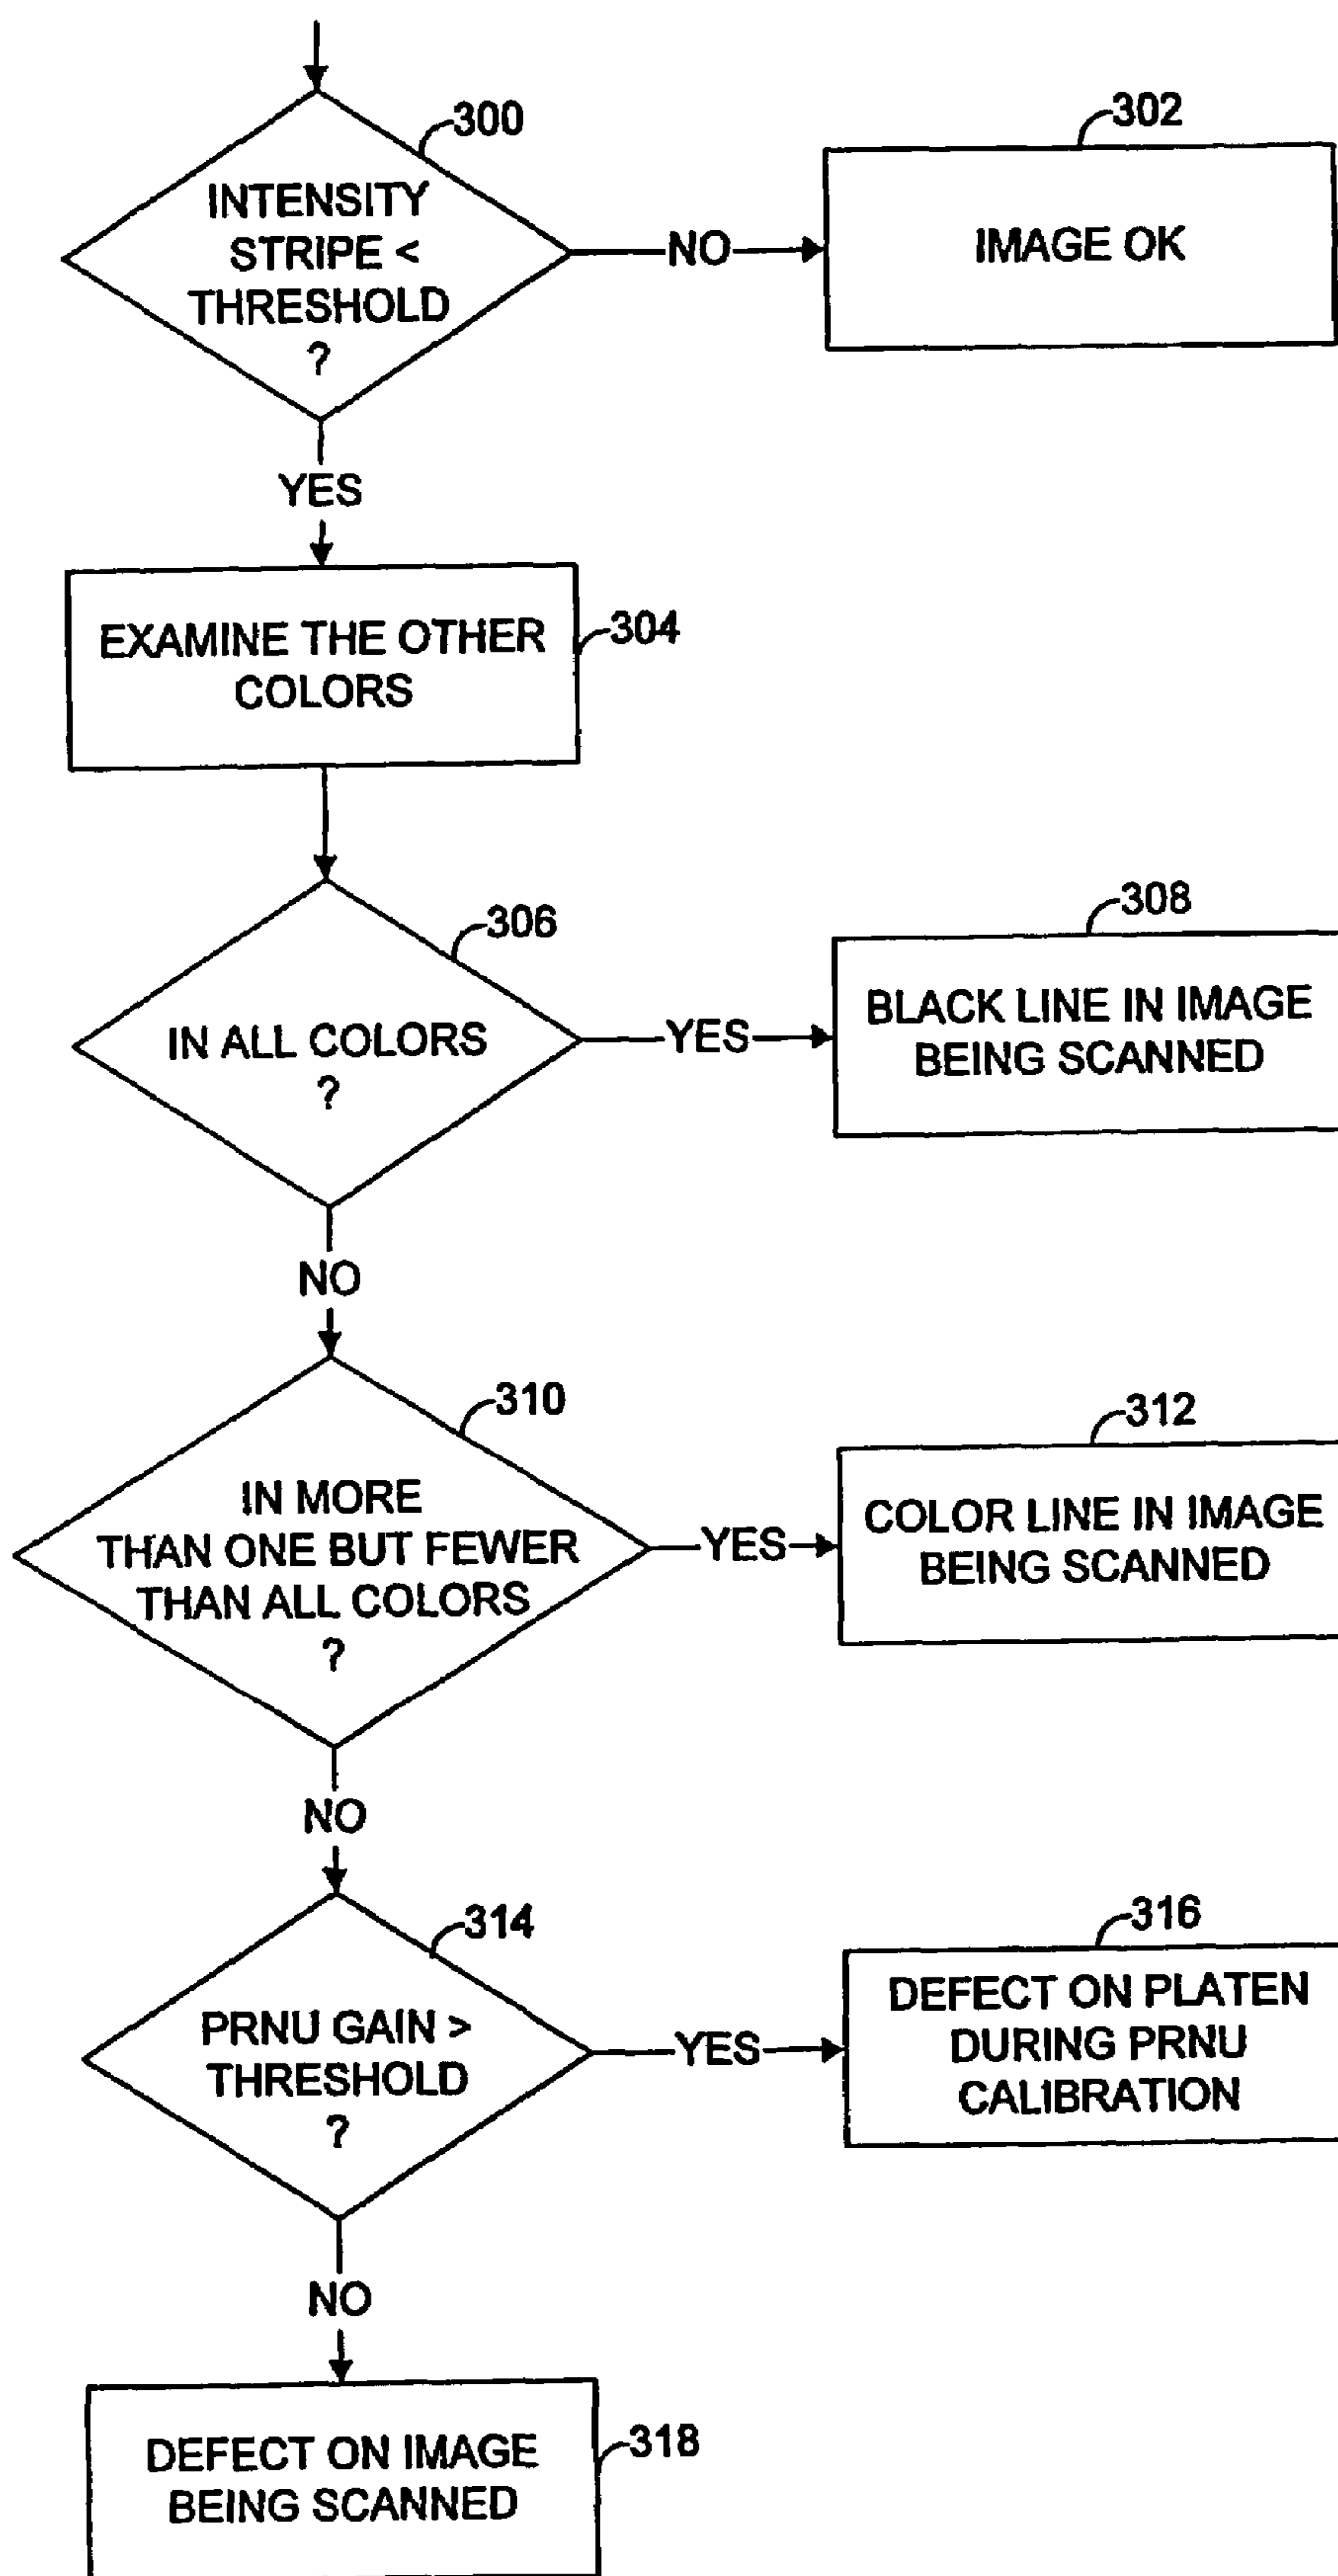 300
INTENSITY
STRIPE <
THRESHOLD
?
NO
302
IMAGE OK
YES
EXAMINE THE OTHER
COLORS
304
306
IN ALL COLORS
?
YES
308
BLACK LINE IN IMAGE
BEING SCANNED
NO
310
IN MORE
THAN ONE BUT FEWER
THAN ALL COLORS
?
YES
312
COLOR LINE IN IMAGE
BEING SCANNED
NO
314
PRNU GAIN >
THRESHOLD
?
YES
316
DEFECT ON PLATEN
DURING PRNU
CALIBRATION
NO
DEFECT ON IMAGE
BEING SCANNED
318